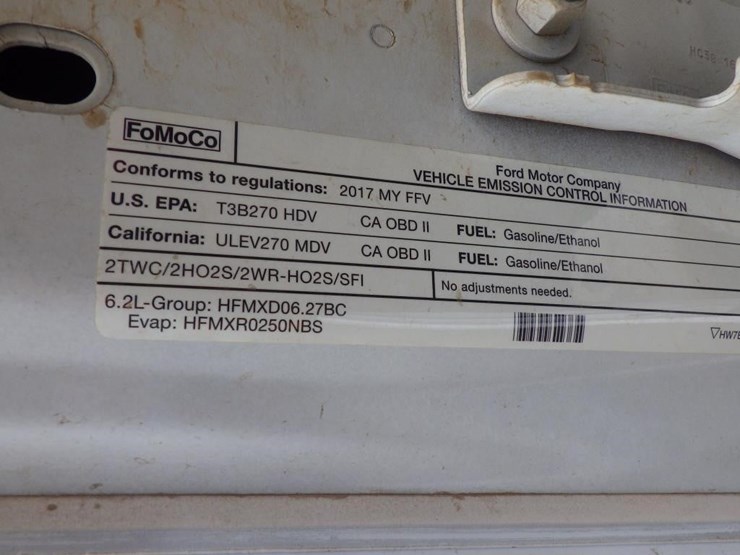 FoMoCo
Ford Motor Company
VEHICLE EMISSION CONTROL INFORMATION
Conforms to regulations: 2017 MY FFV
U.S. EPA: T3B270 HDV CA OBD II FUEL: Gasoline/Ethanol
California: ULEV270 MDV CA OBD II FUEL: Gasoline/Ethanol
2TWC/2HO2S/2WR-HO2S/SFI
No adjustments needed.
6.2L-Group: HFMXD06.27BC
Evap: HFMXR0250NBS